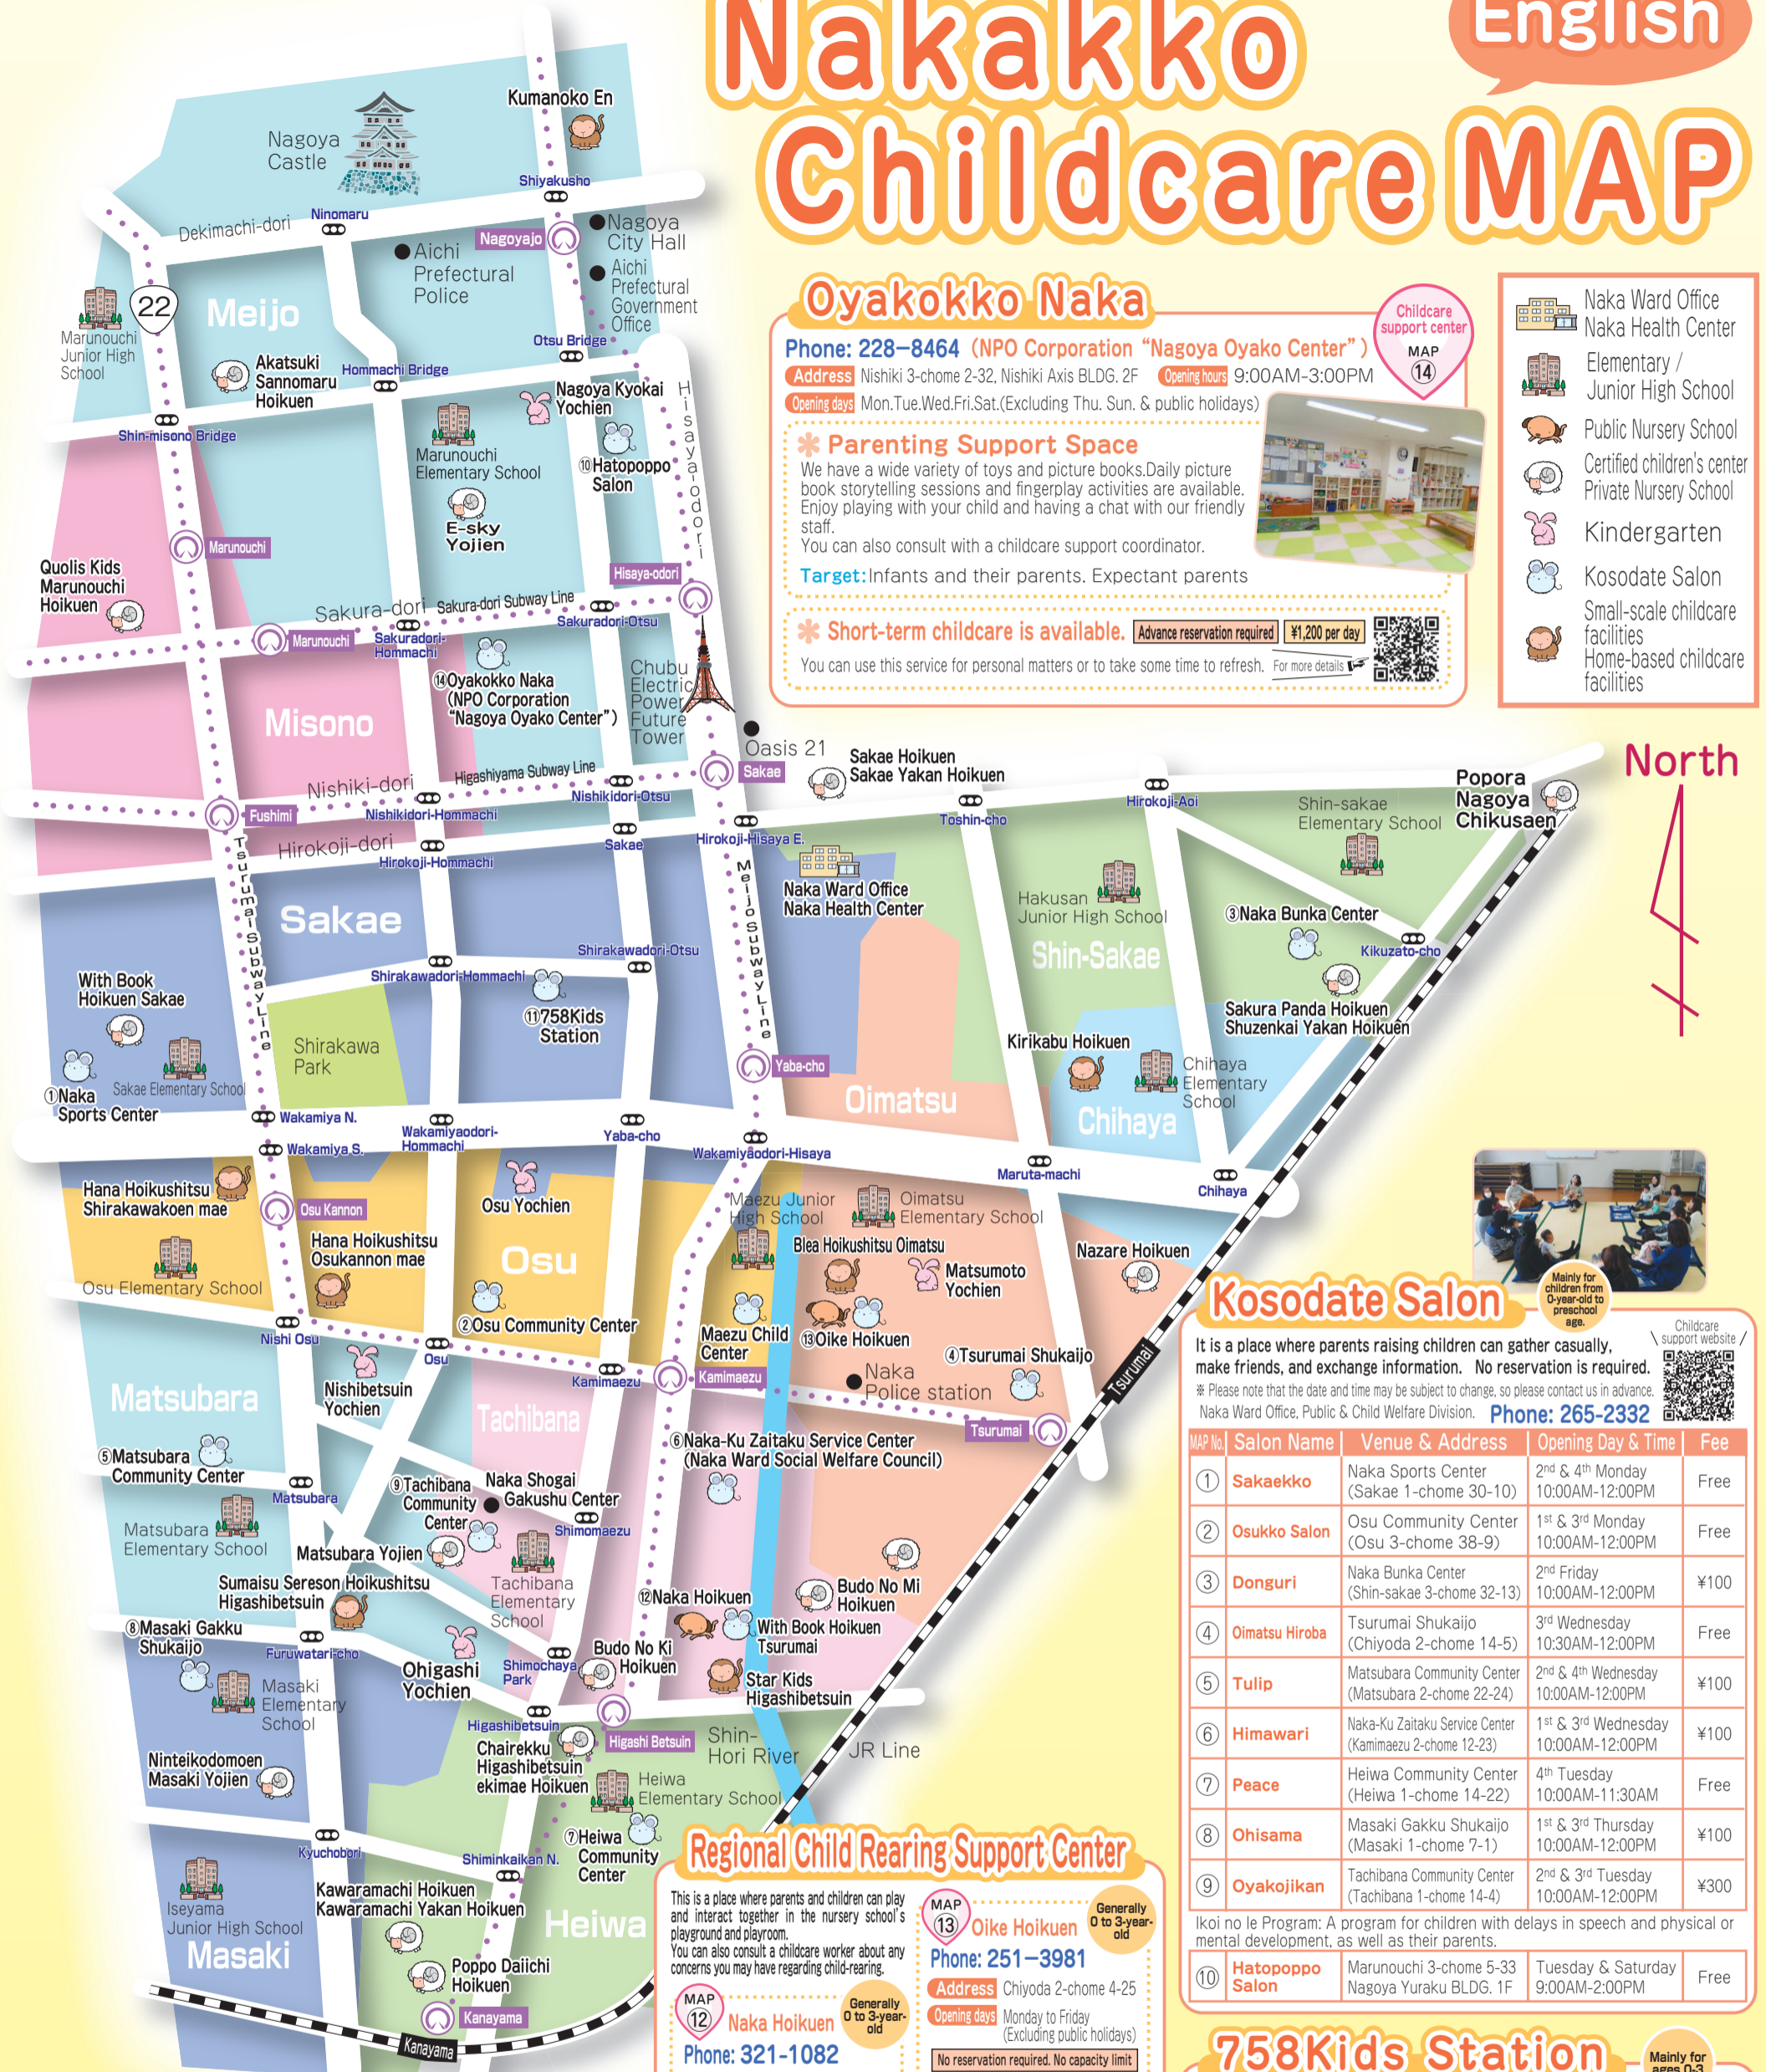 Nakakko
Childcare MAP
English
Kumanoko En
Nagoya
Castle
Shiyakusho
Dekimachi-dori
Ninomaru
Nagoyajo
Nagoya
City Hall
Aichi
Prefectural
Police
Aichi
Prefectural
Government
Office
22
Meijo
Marunouchi
Junior High
School
Otsu Bridge
Akatsuki
Sannomaru
Hoikuen
Hommachi Bridge
Shin-misono Bridge
Nagoya Kyokai
Yochien
Hisaya-odori
Marunouchi
Elementary School
⑩Hatopoppo
Salon
E-sky
Yojien
Marunouchi
Quolis Kids
Marunouchi
Hoikuen
Hisaya-odori
Sakura-dori
Sakura-dori Subway Line
Sakuradori-Otsu
Marunouchi
Sakuradori-
Hommachi
⑭Oyakokko Naka
(NPO Corporation
"Nagoya Oyako Center")
Chubu
Electric
Power
Future
Tower
Misono
Oasis 21
Sakae
Nishiki-dori
Higashiyama Subway Line
Nishikidori-Otsu
Fushimi
Nishikidori-Hommachi
Hirokoji-dori
Hirokoji-Hommachi
Sakae
Hirokoji-Hisaya E.
Sakae Hoikuen
Sakae Yakan Hoikuen
Toshin-cho
Hirokoji-Aoi
Shin-sakae
Elementary School
Popora
Nagoya
Chikusaen
North
Tsurumai Subway Line
Meijo Subway Line
Sakae
Naka Ward Office
Naka Health Center
Hakusan
Junior High School
Shin-Sakae
③Naka Bunka Center
Kikuzato-cho
Sakura Panda Hoikuen
Shuzenkai Yakan Hoikuen
Shirakawadori-Hommachi
Shirakawadori-Otsu
With Book
Hoikuen Sakae
⑪758Kids
Station
Shirakawa
Park
①Naka
Sports Center
Sakae Elementary School
Yaba-cho
Kirikabu Hoikuen
Chihaya
Elementary
School
Oimatsu
Chihaya
Wakamiya N.
Wakamiya S.
Wakamiyaodori-
Hommachi
Yaba-cho
Wakamiyaodori-Hisaya
Maruta-machi
Chihaya
Hana Hoikushitsu
Shirakawakoen mae
Osu Kannon
Osu Yochien
Maezu Junior
High School
Oimatsu
Elementary School
Hana Hoikushitsu
Osukannon mae
Osu
Blea Hoikushitsu Oimatsu
Matsumoto
Yochien
Nazare Hoikuen
Osu Elementary School
②Osu Community Center
Maezu Child
Center
⑬Oike Hoikuen
Nishi Osu
Osu
Kamimaezu
Kamimaezu
④Tsurumai Shukaijo
Naka
Police station
Tsurumai
Tsurumai
Nishibetsuin
Yochien
Matsubara
Tachibana
⑤Matsubara
Community Center
Matsubara
⑥Naka-Ku Zaitaku Service Center
(Naka Ward Social Welfare Council)
⑨Tachibana
Community
Center
Naka Shogai
Gakushu Center
Shimomaezu
Matsubara
Elementary School
Matsubara Yojien
Tachibana
Elementary
School
Sumaisu Sereson Hoikushitsu
Higashibetsuin
⑫Naka Hoikuen
Budo No Mi
Hoikuen
With Book Hoikuen
Tsurumai
⑧Masaki Gakku
Shukaijo
Furuwatari-cho
Budo No Ki
Hoikuen
Shimochaya
Park
Ohigashi
Yochien
Star Kids
Higashibetsuin
Masaki
Elementary
School
Higashibetsuin
Higashi Betsuin
Shin-
Hori River
JR Line
Chairekku
Higashibetsuin
ekimae Hoikuen
Ninteikodomoen
Masaki Yojien
Heiwa
Elementary School
⑦Heiwa
Community
Center
Kyuchobori
Shiminkaikan N.
Kawaramachi Hoikuen
Kawaramachi Yakan Hoikuen
Iseyama
Junior High School
Masaki
Heiwa
Poppo Daiichi
Hoikuen
Kanayama
Kanayama
Oyakokko Naka
Childcare
support center
MAP
⑭
Phone: 228-8464 (NPO Corporation "Nagoya Oyako Center")
Address Nishiki 3-chome 2-32, Nishiki Axis BLDG. 2F Opening hours 9:00AM-3:00PM
Opening days Mon.Tue.Wed.Fri.Sat.(Excluding Thu. Sun. & public holidays)
＊Parenting Support Space
We have a wide variety of toys and picture books.Daily picture
book storytelling sessions and fingerplay activities are available.
Enjoy playing with your child and having a chat with our friendly
staff.
You can also consult with a childcare support coordinator.
Target:Infants and their parents. Expectant parents
＊Short-term childcare is available. Advance reservation required ¥1,200 per day
You can use this service for personal matters or to take some time to refresh. For more details
Naka Ward Office
Naka Health Center
Elementary /
Junior High School
Public Nursery School
Certified children's center
Private Nursery School
Kindergarten
Kosodate Salon
Small-scale childcare
facilities
Home-based childcare
facilities
Kosodate Salon
Mainly for
children from
0-year-old to
preschool
age.
Childcare
support website
It is a place where parents raising children can gather casually,
make friends, and exchange information. No reservation is required.
※ Please note that the date and time may be subject to change, so please contact us in advance.
Naka Ward Office, Public & Child Welfare Division. Phone: 265-2332
MAP No. Salon Name Venue & Address Opening Day & Time Fee
① Sakaekko Naka Sports Center (Sakae 1-chome 30-10) 2nd & 4th Monday 10:00AM-12:00PM Free
② Osukko Salon Osu Community Center (Osu 3-chome 38-9) 1st & 3rd Monday 10:00AM-12:00PM Free
③ Donguri Naka Bunka Center (Shin-sakae 3-chome 32-13) 2nd Friday 10:00AM-12:00PM ¥100
④ Oimatsu Hiroba Tsurumai Shukaijo (Chiyoda 2-chome 14-5) 3rd Wednesday 10:30AM-12:00PM Free
⑤ Tulip Matsubara Community Center (Matsubara 2-chome 22-24) 2nd & 4th Wednesday 10:00AM-12:00PM ¥100
⑥ Himawari Naka-Ku Zaitaku Service Center (Kamimaezu 2-chome 12-23) 1st & 3rd Wednesday 10:00AM-12:00PM ¥100
⑦ Peace Heiwa Community Center (Heiwa 1-chome 14-22) 4th Tuesday 10:00AM-11:30AM Free
⑧ Ohisama Masaki Gakku Shukaijo (Masaki 1-chome 7-1) 1st & 3rd Thursday 10:00AM-12:00PM ¥100
⑨ Oyakojikan Tachibana Community Center (Tachibana 1-chome 14-4) 2nd & 3rd Tuesday 10:00AM-12:00PM ¥300
Ikoi no Ie Program: A program for children with delays in speech and physical or
mental development, as well as their parents.
⑩ Hatopoppo Salon Marunouchi 3-chome 5-33 Nagoya Yuraku BLDG. 1F Tuesday & Saturday 9:00AM-2:00PM Free
Regional Child Rearing Support Center
This is a place where parents and children can play
and interact together in the nursery school's
playground and playroom.
You can also consult a childcare worker about any
concerns you may have regarding child-rearing.
MAP
⑫
Naka Hoikuen
Generally
0 to 3-year-
old
Phone: 321-1082
MAP
⑬
Oike Hoikuen
Generally
0 to 3-year-
old
Phone: 251-3981
Address Chiyoda 2-chome 4-25
Opening days Monday to Friday
(Excluding public holidays)
No reservation required. No capacity limit
758Kids Station
Mainly for
ages 0-3